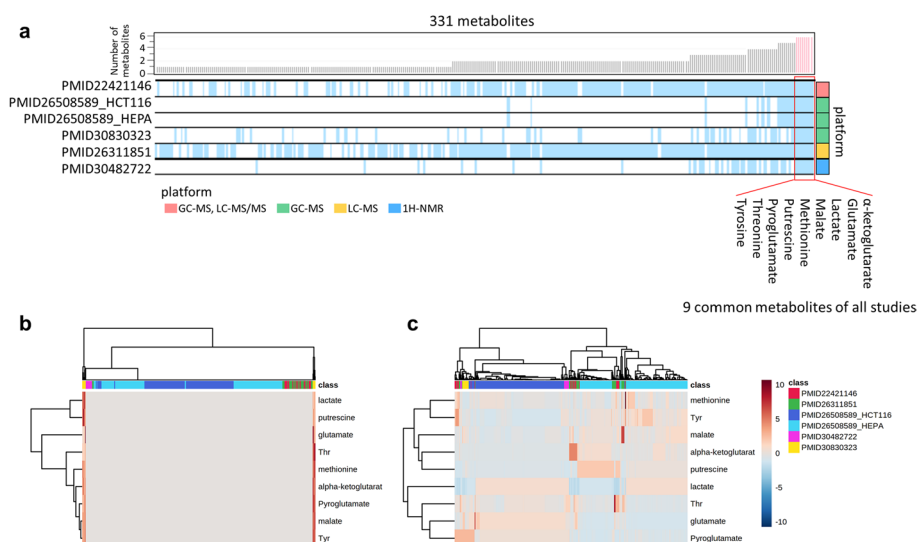 331 metabolites
a
Number of
metabolites
6
4
2
0
PMID22421146
PMID26508589_HCT116
PMID26508589_HEPA
PMID30830323
PMID26311851
PMID30482722
platform
platform
GC-MS, LC-MS/MS
GC-MS
LC-MS
1H-NMR
Tyrosine
Threonine
Pyroglutamate
Putrescine
Methionine
Malate
Lactate
Glutamate
α-ketoglutarate
9 common metabolites of all studies
b
class
lactate
putrescine
glutamate
Thr
methionine
alpha-ketoglutarat
Pyroglutamate
malate
Tyr
c
class
methionine
Tyr
malate
alpha-ketoglutarat
putrescine
lactate
Thr
glutamate
Pyroglutamate
10
5
0
-5
-10
class
PMID22421146
PMID26311851
PMID26508589_HCT116
PMID26508589_HEPA
PMID30482722
PMID30830323